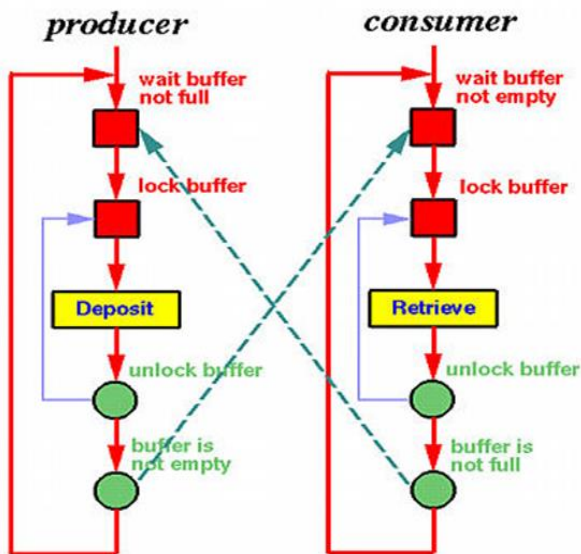 producer
wait buffer
not full
lock buffer
Deposit
unlock buffer
buffer is
not empty
consumer
wait buffer
not empty
lock buffer
Retrieve
unlock buffer
buffer is
not full